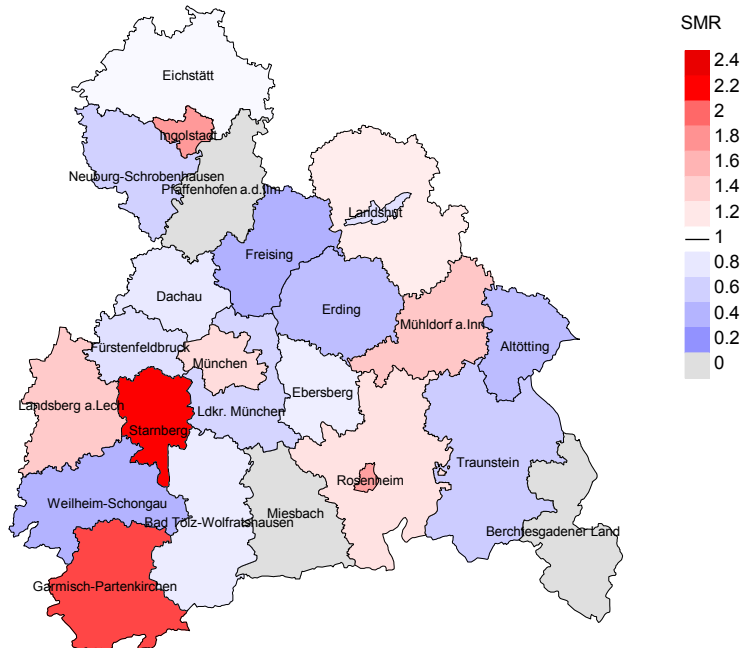 SMR
2.4
2.2
2
1.8
1.6
1.4
1.2
1
0.8
0.6
0.4
0.2
0
Eichstätt
Ingolstadt
Neuburg-Schrobenhausen
Pfaffenhofen a.d.Ilm
Landshut
Freising
Dachau
Erding
Mühldorf a.Inn
Altötting
Fürstenfeldbruck
München
Ebersberg
Landsberg a.Lech
Starnberg
Ldkr. München
Traunstein
Rosenheim
Weilheim-Schongau
Miesbach
Bad Tölz-Wolfratshausen
Berchtesgadener Land
Garmisch-Partenkirchen